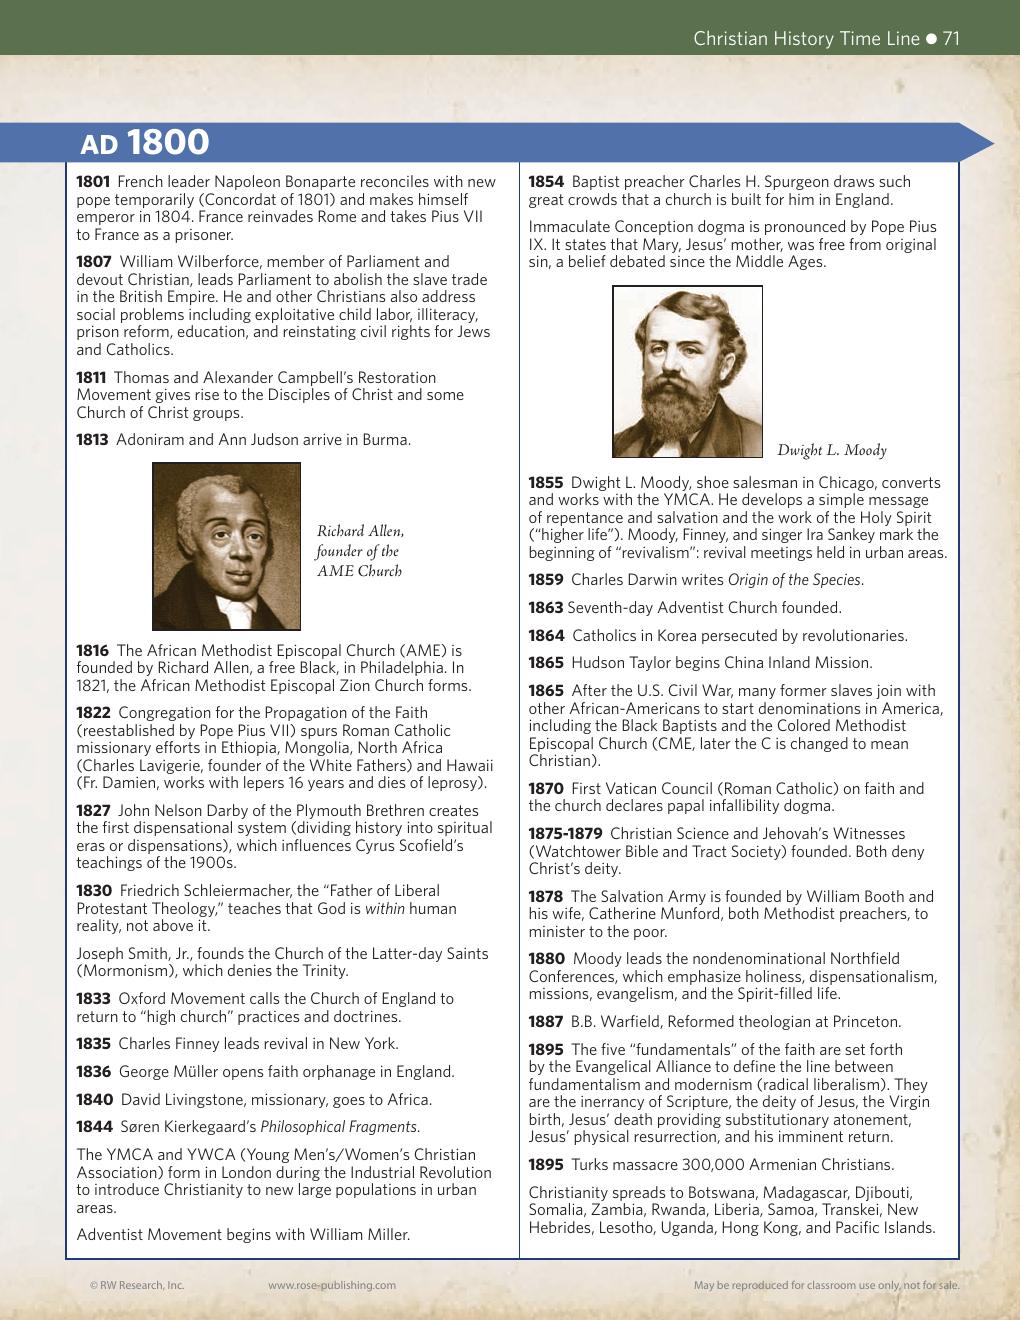 Christian History Time Line ● 71
AD 1800
1801 French leader Napoleon Bonaparte reconciles with new
pope temporarily (Concordat of 1801) and makes himself
emperor in 1804. France reinvades Rome and takes Pius VII
to France as a prisoner.
1807 William Wilberforce, member of Parliament and
devout Christian, leads Parliament to abolish the slave trade
in the British Empire. He and other Christians also address
social problems including exploitative child labor, illiteracy,
prison reform, education, and reinstating civil rights for Jews
and Catholics.
1811 Thomas and Alexander Campbell’s Restoration
Movement gives rise to the Disciples of Christ and some
Church of Christ groups.
1813 Adoniram and Ann Judson arrive in Burma.
Richard Allen,
founder of the
AME Church
1816 The African Methodist Episcopal Church (AME) is
founded by Richard Allen, a free Black, in Philadelphia. In
1821, the African Methodist Episcopal Zion Church forms.
1822 Congregation for the Propagation of the Faith
(reestablished by Pope Pius VII) spurs Roman Catholic
missionary efforts in Ethiopia, Mongolia, North Africa
(Charles Lavigerie, founder of the White Fathers) and Hawaii
(Fr. Damien, works with lepers 16 years and dies of leprosy).
1827 John Nelson Darby of the Plymouth Brethren creates
the first dispensational system (dividing history into spiritual
eras or dispensations), which influences Cyrus Scofield’s
teachings of the 1900s.
1830 Friedrich Schleiermacher, the “Father of Liberal
Protestant Theology,” teaches that God is within human
reality, not above it.
Joseph Smith, Jr., founds the Church of the Latter-day Saints
(Mormonism), which denies the Trinity.
1833 Oxford Movement calls the Church of England to
return to “high church” practices and doctrines.
1835 Charles Finney leads revival in New York.
1836 George Müller opens faith orphanage in England.
1840 David Livingstone, missionary, goes to Africa.
1844 Søren Kierkegaard’s Philosophical Fragments.
The YMCA and YWCA (Young Men’s/Women’s Christian
Association) form in London during the Industrial Revolution
to introduce Christianity to new large populations in urban
areas.
Adventist Movement begins with William Miller.
1854 Baptist preacher Charles H. Spurgeon draws such
great crowds that a church is built for him in England.
Immaculate Conception dogma is pronounced by Pope Pius
IX. It states that Mary, Jesus’ mother, was free from original
sin, a belief debated since the Middle Ages.
Dwight L. Moody
1855 Dwight L. Moody, shoe salesman in Chicago, converts
and works with the YMCA. He develops a simple message
of repentance and salvation and the work of the Holy Spirit
(“higher life”). Moody, Finney, and singer Ira Sankey mark the
beginning of “revivalism”: revival meetings held in urban areas.
1859 Charles Darwin writes Origin of the Species.
1863 Seventh-day Adventist Church founded.
1864 Catholics in Korea persecuted by revolutionaries.
1865 Hudson Taylor begins China Inland Mission.
1865 After the U.S. Civil War, many former slaves join with
other African-Americans to start denominations in America,
including the Black Baptists and the Colored Methodist
Episcopal Church (CME, later the C is changed to mean
Christian).
1870 First Vatican Council (Roman Catholic) on faith and
the church declares papal infallibility dogma.
1875-1879 Christian Science and Jehovah’s Witnesses
(Watchtower Bible and Tract Society) founded. Both deny
Christ’s deity.
1878 The Salvation Army is founded by William Booth and
his wife, Catherine Munford, both Methodist preachers, to
minister to the poor.
1880 Moody leads the nondenominational Northfield
Conferences, which emphasize holiness, dispensationalism,
missions, evangelism, and the Spirit-filled life.
1887 B.B. Warfield, Reformed theologian at Princeton.
1895 The five “fundamentals” of the faith are set forth
by the Evangelical Alliance to define the line between
fundamentalism and modernism (radical liberalism). They
are the inerrancy of Scripture, the deity of Jesus, the Virgin
birth, Jesus’ death providing substitutionary atonement,
Jesus’ physical resurrection, and his imminent return.
1895 Turks massacre 300,000 Armenian Christians.
Christianity spreads to Botswana, Madagascar, Djibouti,
Somalia, Zambia, Rwanda, Liberia, Samoa, Transkei, New
Hebrides, Lesotho, Uganda, Hong Kong, and Pacific Islands.
© RW Research, Inc. www.rose-publishing.com May be reproduced for classroom use only, not for sale.